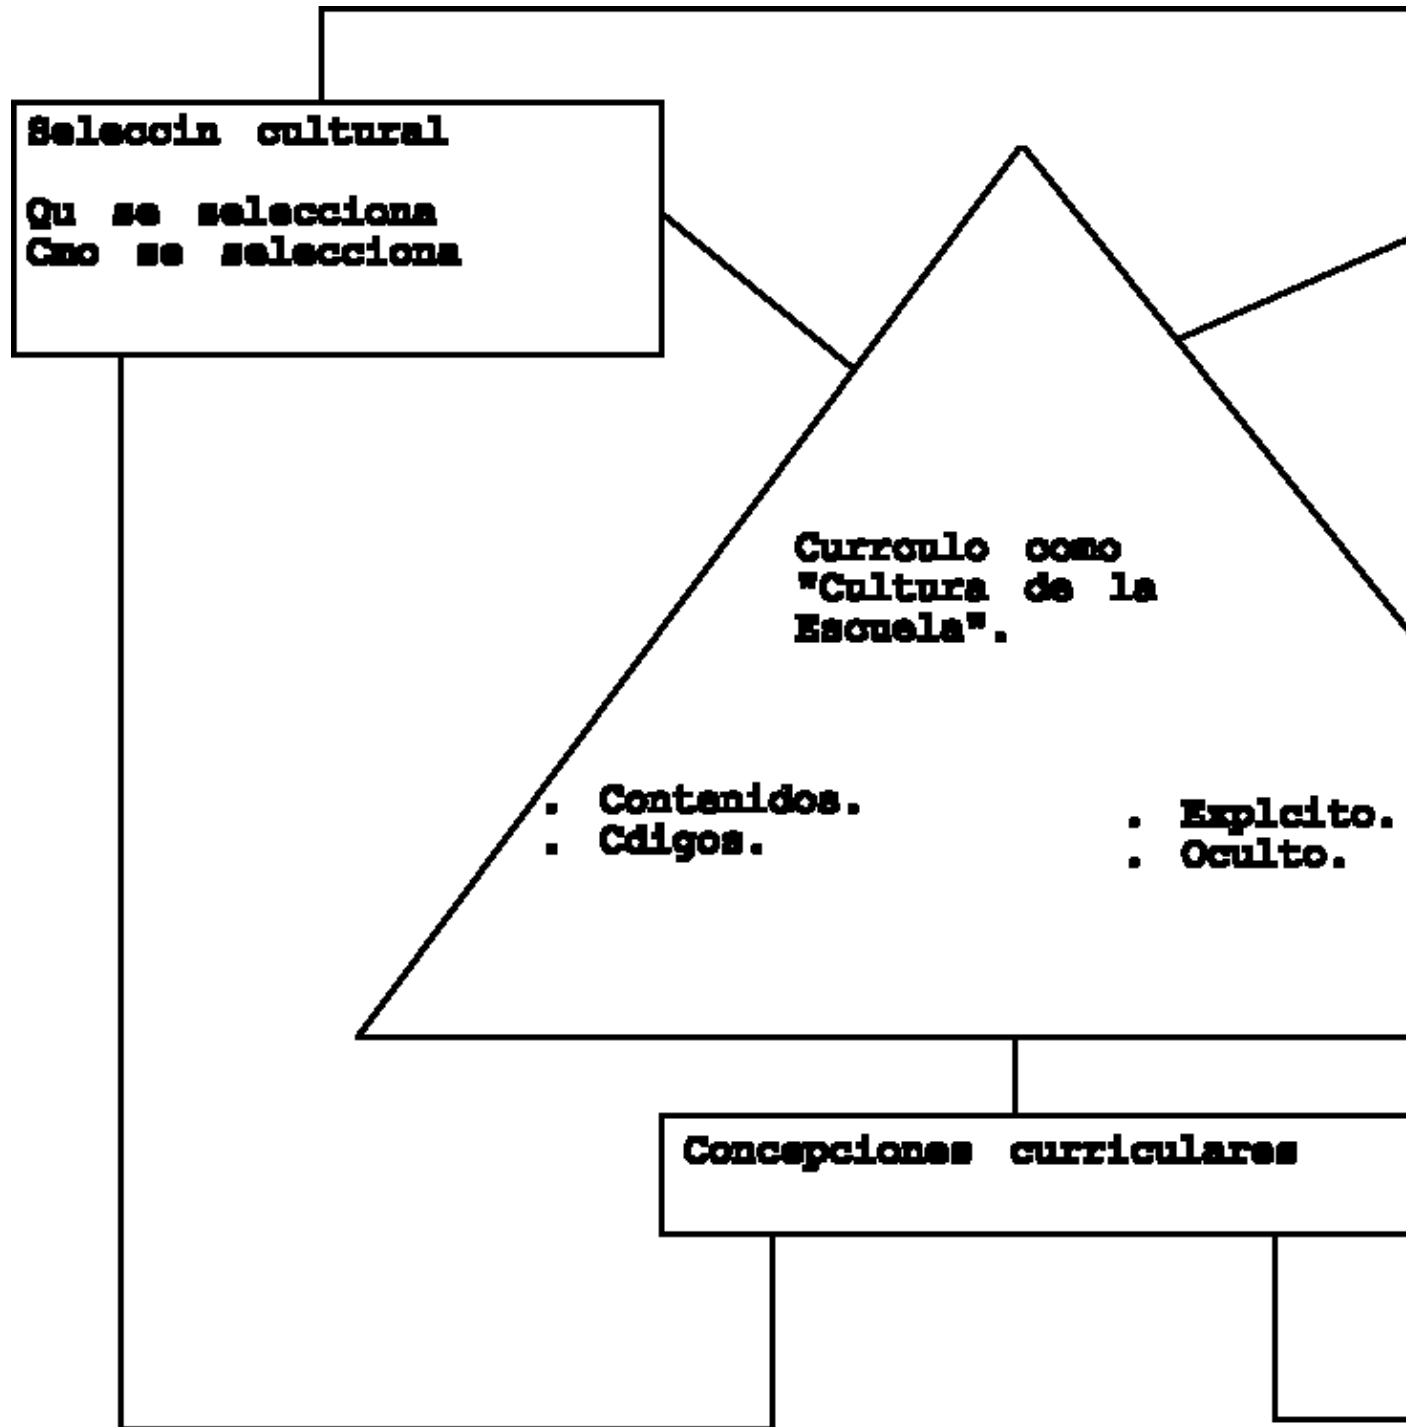 Seleccin cultural
Qu se selecciona
Cmo se selecciona
Curroulo como
"Cultura de la
Escuela".
. Contenidos.
. Cdigos.
. Explcito.
. Oculto.
Concepciones curriculares